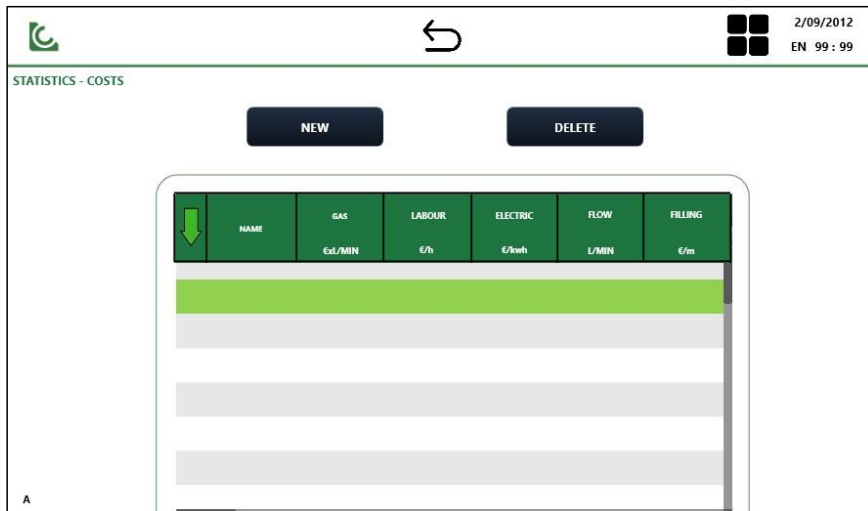 2/09/2012
EN 99 : 99
STATISTICS - COSTS
NEW DELETE
NAME GAS LABOUR ELECTRIC FLOW FILLING
€xL/MIN €/h €/kwh L/MIN €/m
A